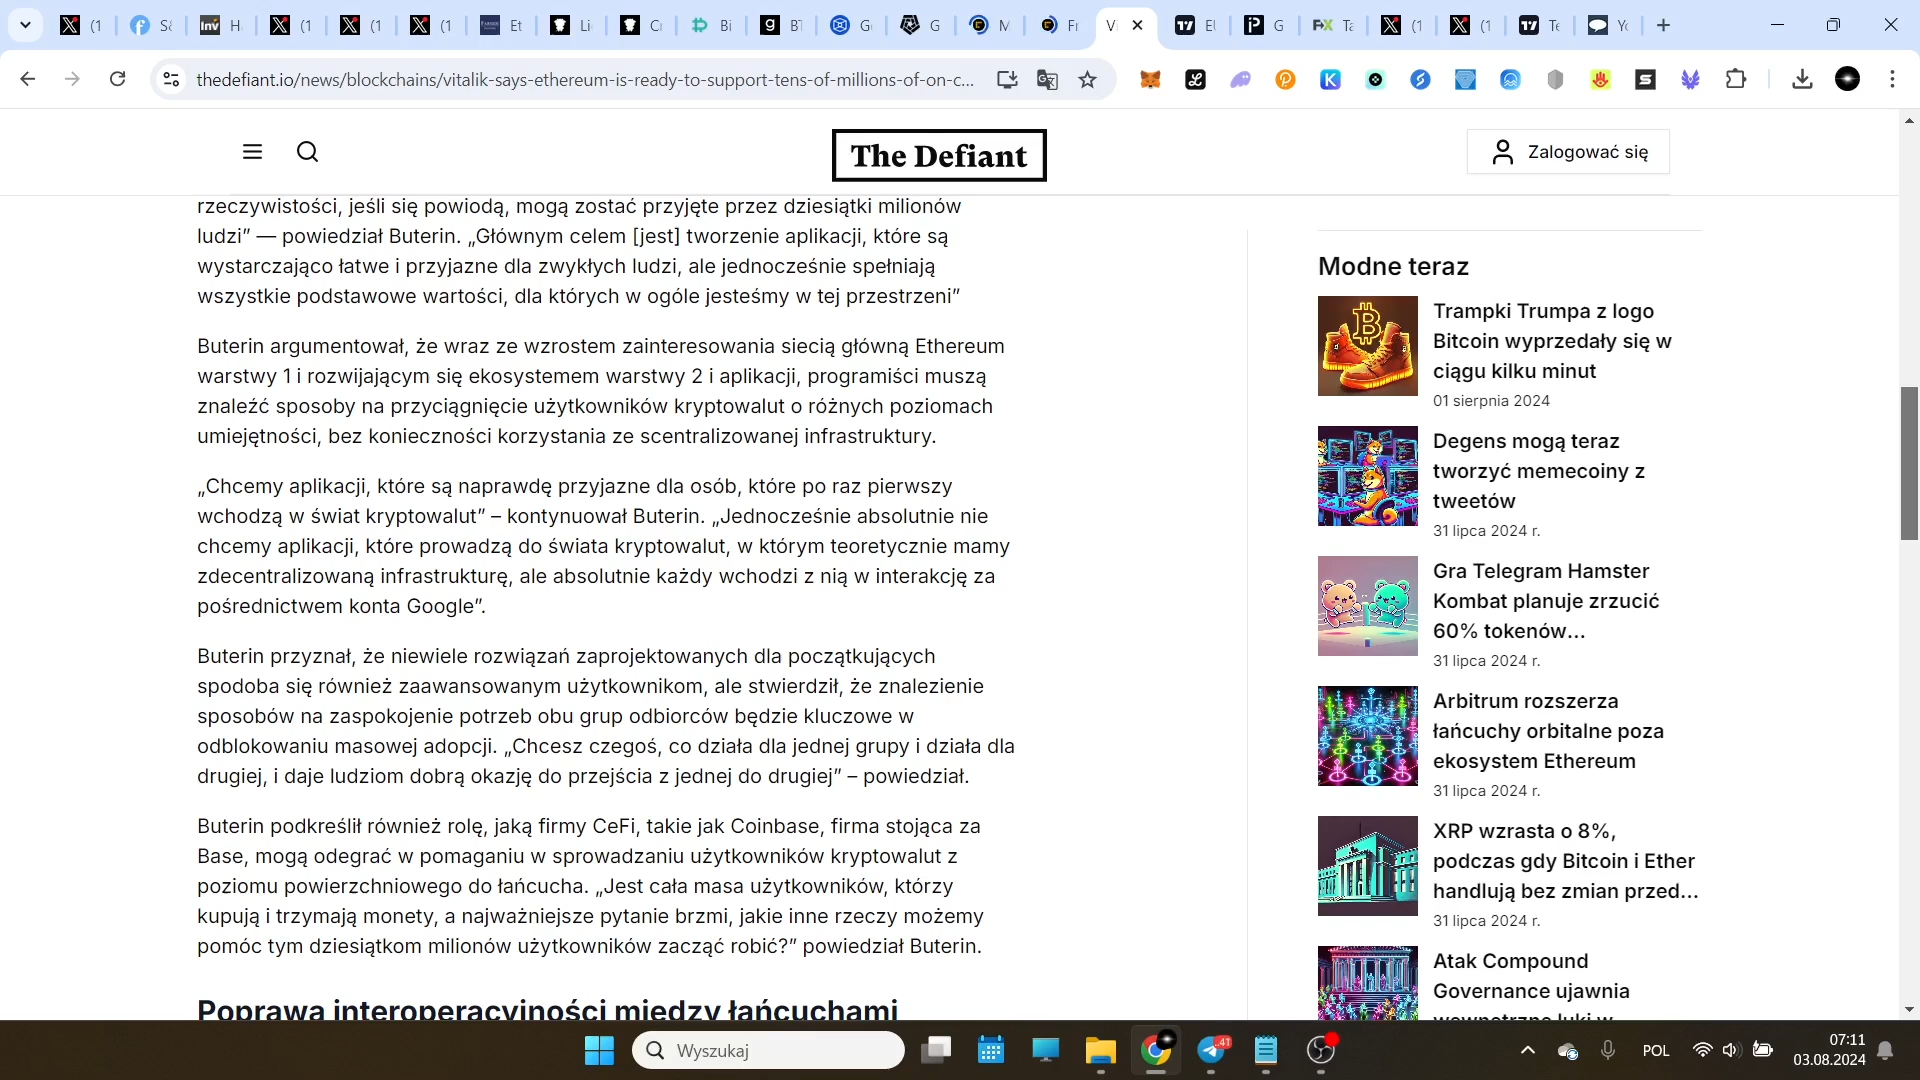 thedefiant.io/news/blockchains/vitalik-says-ethereum-is-ready-to-support-tens-of-millions-of-on-c...
The Defiant
Zalogować się
rzeczywistości, jeśli się powiodą, mogą zostać przyjęte przez dziesiątki milionów
ludzi” — powiedział Buterin. „Głównym celem [jest] tworzenie aplikacji, które są
wystarczająco łatwe i przyjazne dla zwykłych ludzi, ale jednocześnie spełniają
wszystkie podstawowe wartości, dla których w ogóle jesteśmy w tej przestrzeni”
Buterin argumentował, że wraz ze wzrostem zainteresowania siecią główną Ethereum
warstwy 1 i rozwijającym się ekosystemem warstwy 2 i aplikacji, programiści muszą
znaleźć sposoby na przyciągnięcie użytkowników kryptowalut o różnych poziomach
umiejętności, bez konieczności korzystania ze scentralizowanej infrastruktury.
„Chcemy aplikacji, które są naprawdę przyjazne dla osób, które po raz pierwszy
wchodzą w świat kryptowalut” – kontynuował Buterin. „Jednocześnie absolutnie nie
chcemy aplikacji, które prowadzą do świata kryptowalut, w którym teoretycznie mamy
zdecentralizowaną infrastrukturę, ale absolutnie każdy wchodzi z nią w interakcję za
pośrednictwem konta Google”.
Buterin przyznał, że niewiele rozwiązań zaprojektowanych dla początkujących
spodoba się również zaawansowanym użytkownikom, ale stwierdził, że znalezienie
sposobów na zaspokojenie potrzeb obu grup odbiorców będzie kluczowe w
odblokowaniu masowej adopcji. „Chcesz czegoś, co działa dla jednej grupy i działa dla
drugiej, i daje ludziom dobrą okazję do przejścia z jednej do drugiej” – powiedział.
Buterin podkreślił również rolę, jaką firmy CeFi, takie jak Coinbase, firma stojąca za
Base, mogą odegrać w pomaganiu w sprowadzaniu użytkowników kryptowalut z
poziomu powierzchniowego do łańcucha. „Jest cała masa użytkowników, którzy
kupują i trzymają monety, a najważniejsze pytanie brzmi, jakie inne rzeczy możemy
pomóc tym dziesiątkom milionów użytkowników zacząć robić?” powiedział Buterin.
Poprawa interoperacyjności między łańcuchami
Modne teraz
Trampki Trumpa z logo
Bitcoin wyprzedały się w
ciągu kilku minut
01 sierpnia 2024
Degens mogą teraz
tworzyć memecoiny z
tweetów
31 lipca 2024 r.
Gra Telegram Hamster
Kombat planuje zrzucić
60% tokenów...
31 lipca 2024 r.
Arbitrum rozszerza
łańcuchy orbitalne poza
ekosystem Ethereum
31 lipca 2024 r.
XRP wzrasta o 8%,
podczas gdy Bitcoin i Ether
handlują bez zmian przed...
31 lipca 2024 r.
Atak Compound
Governance ujawnia
Wyszukaj
POL
07:11
03.08.2024